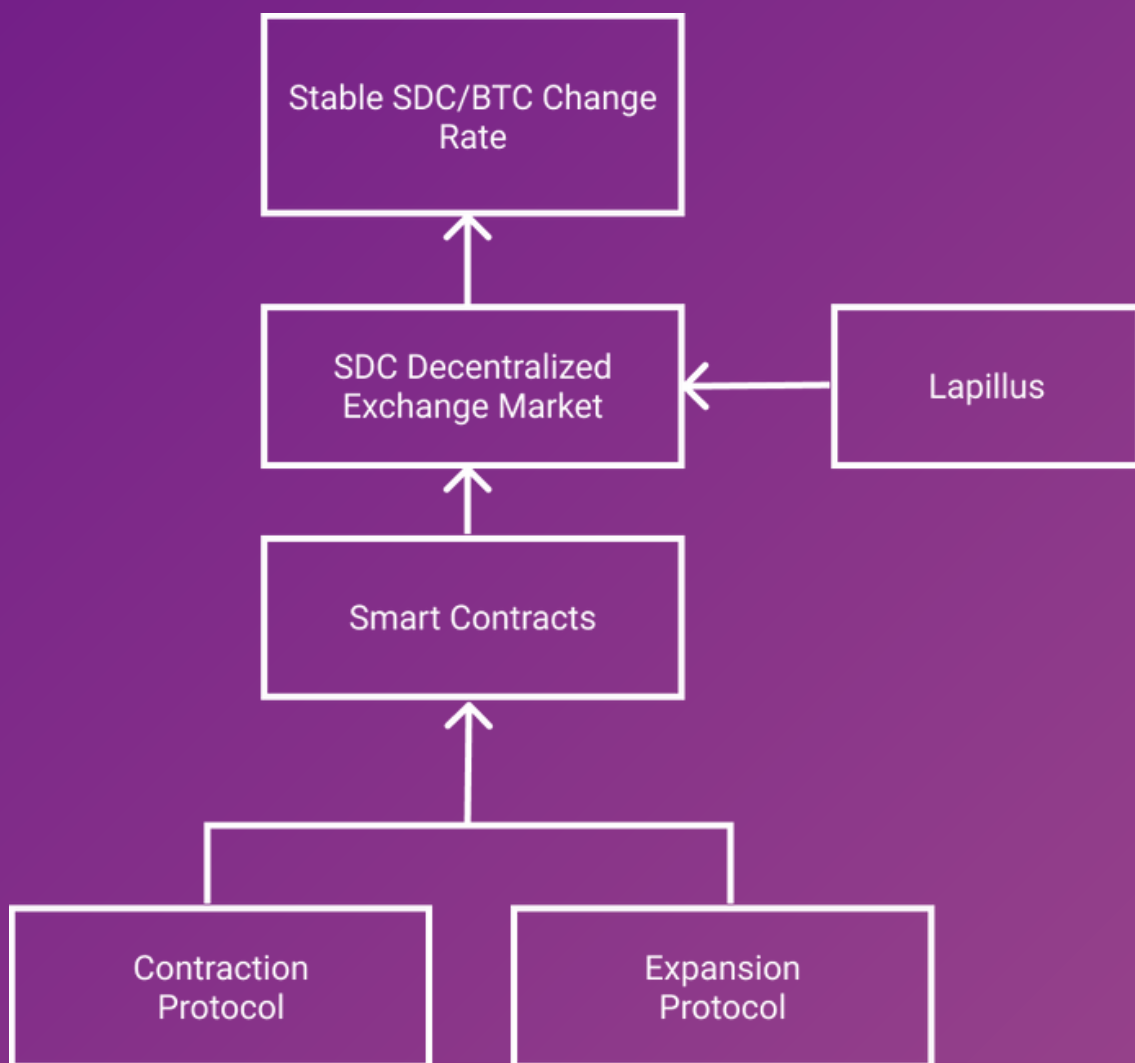 Stable SDC/BTC Change
Rate
SDC Decentralized
Exchange Market
Lapillus
Smart Contracts
Contraction
Protocol
Expansion
Protocol